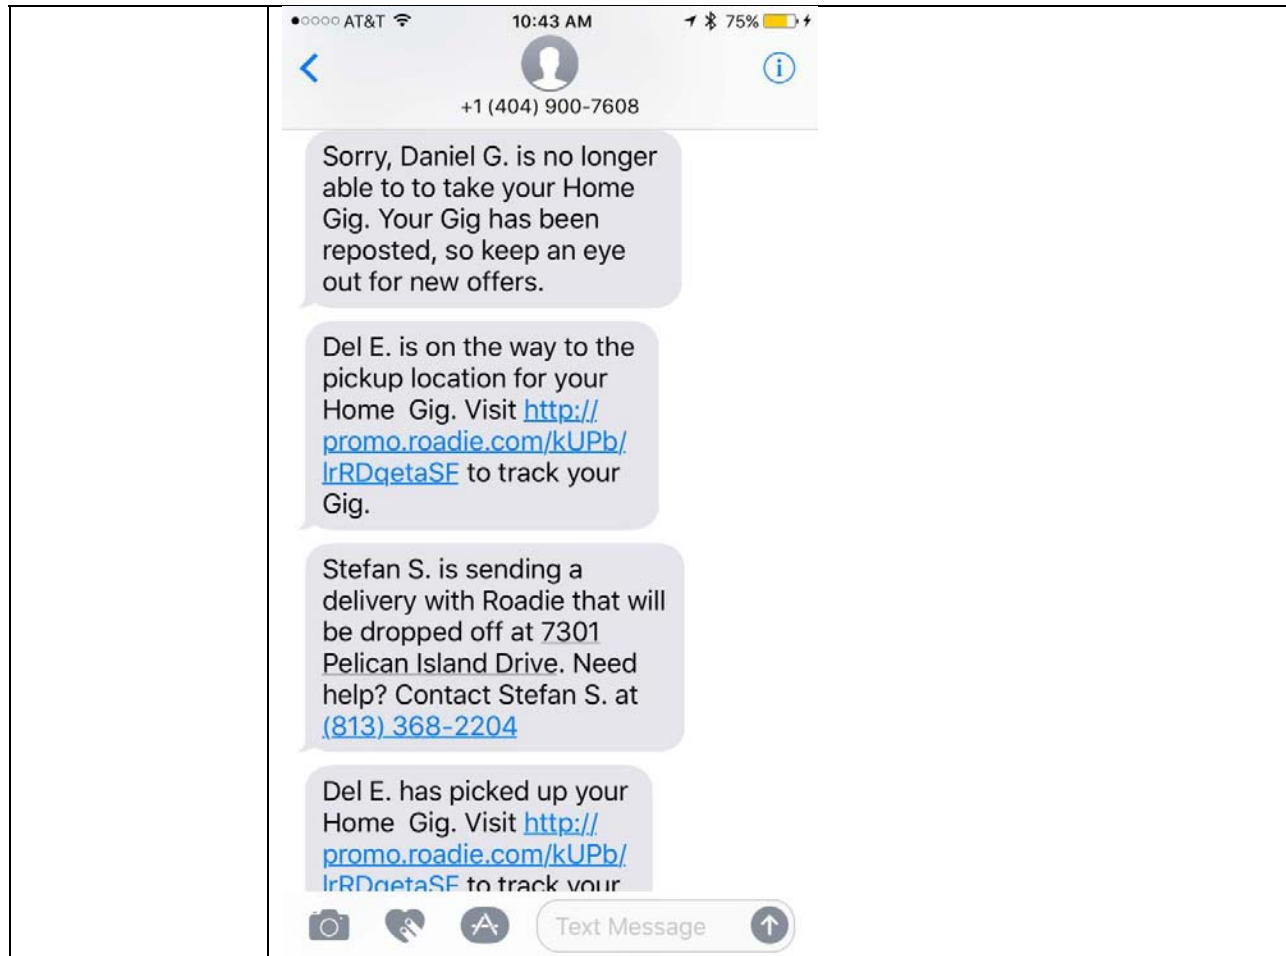 AT&T 10:43 AM 75%
+1 (404) 900-7608
Sorry, Daniel G. is no longer
able to to take your Home
Gig. Your Gig has been
reposted, so keep an eye
out for new offers.
Del E. is on the way to the
pickup location for your
Home  Gig. Visit http://
promo.roadie.com/kUPb/
lrRDqetaSF to track your
Gig.
Stefan S. is sending a
delivery with Roadie that will
be dropped off at 7301
Pelican Island Drive. Need
help? Contact Stefan S. at
(813) 368-2204
Del E. has picked up your
Home  Gig. Visit http://
promo.roadie.com/kUPb/
lrRDqetaSF to track your
Text Message